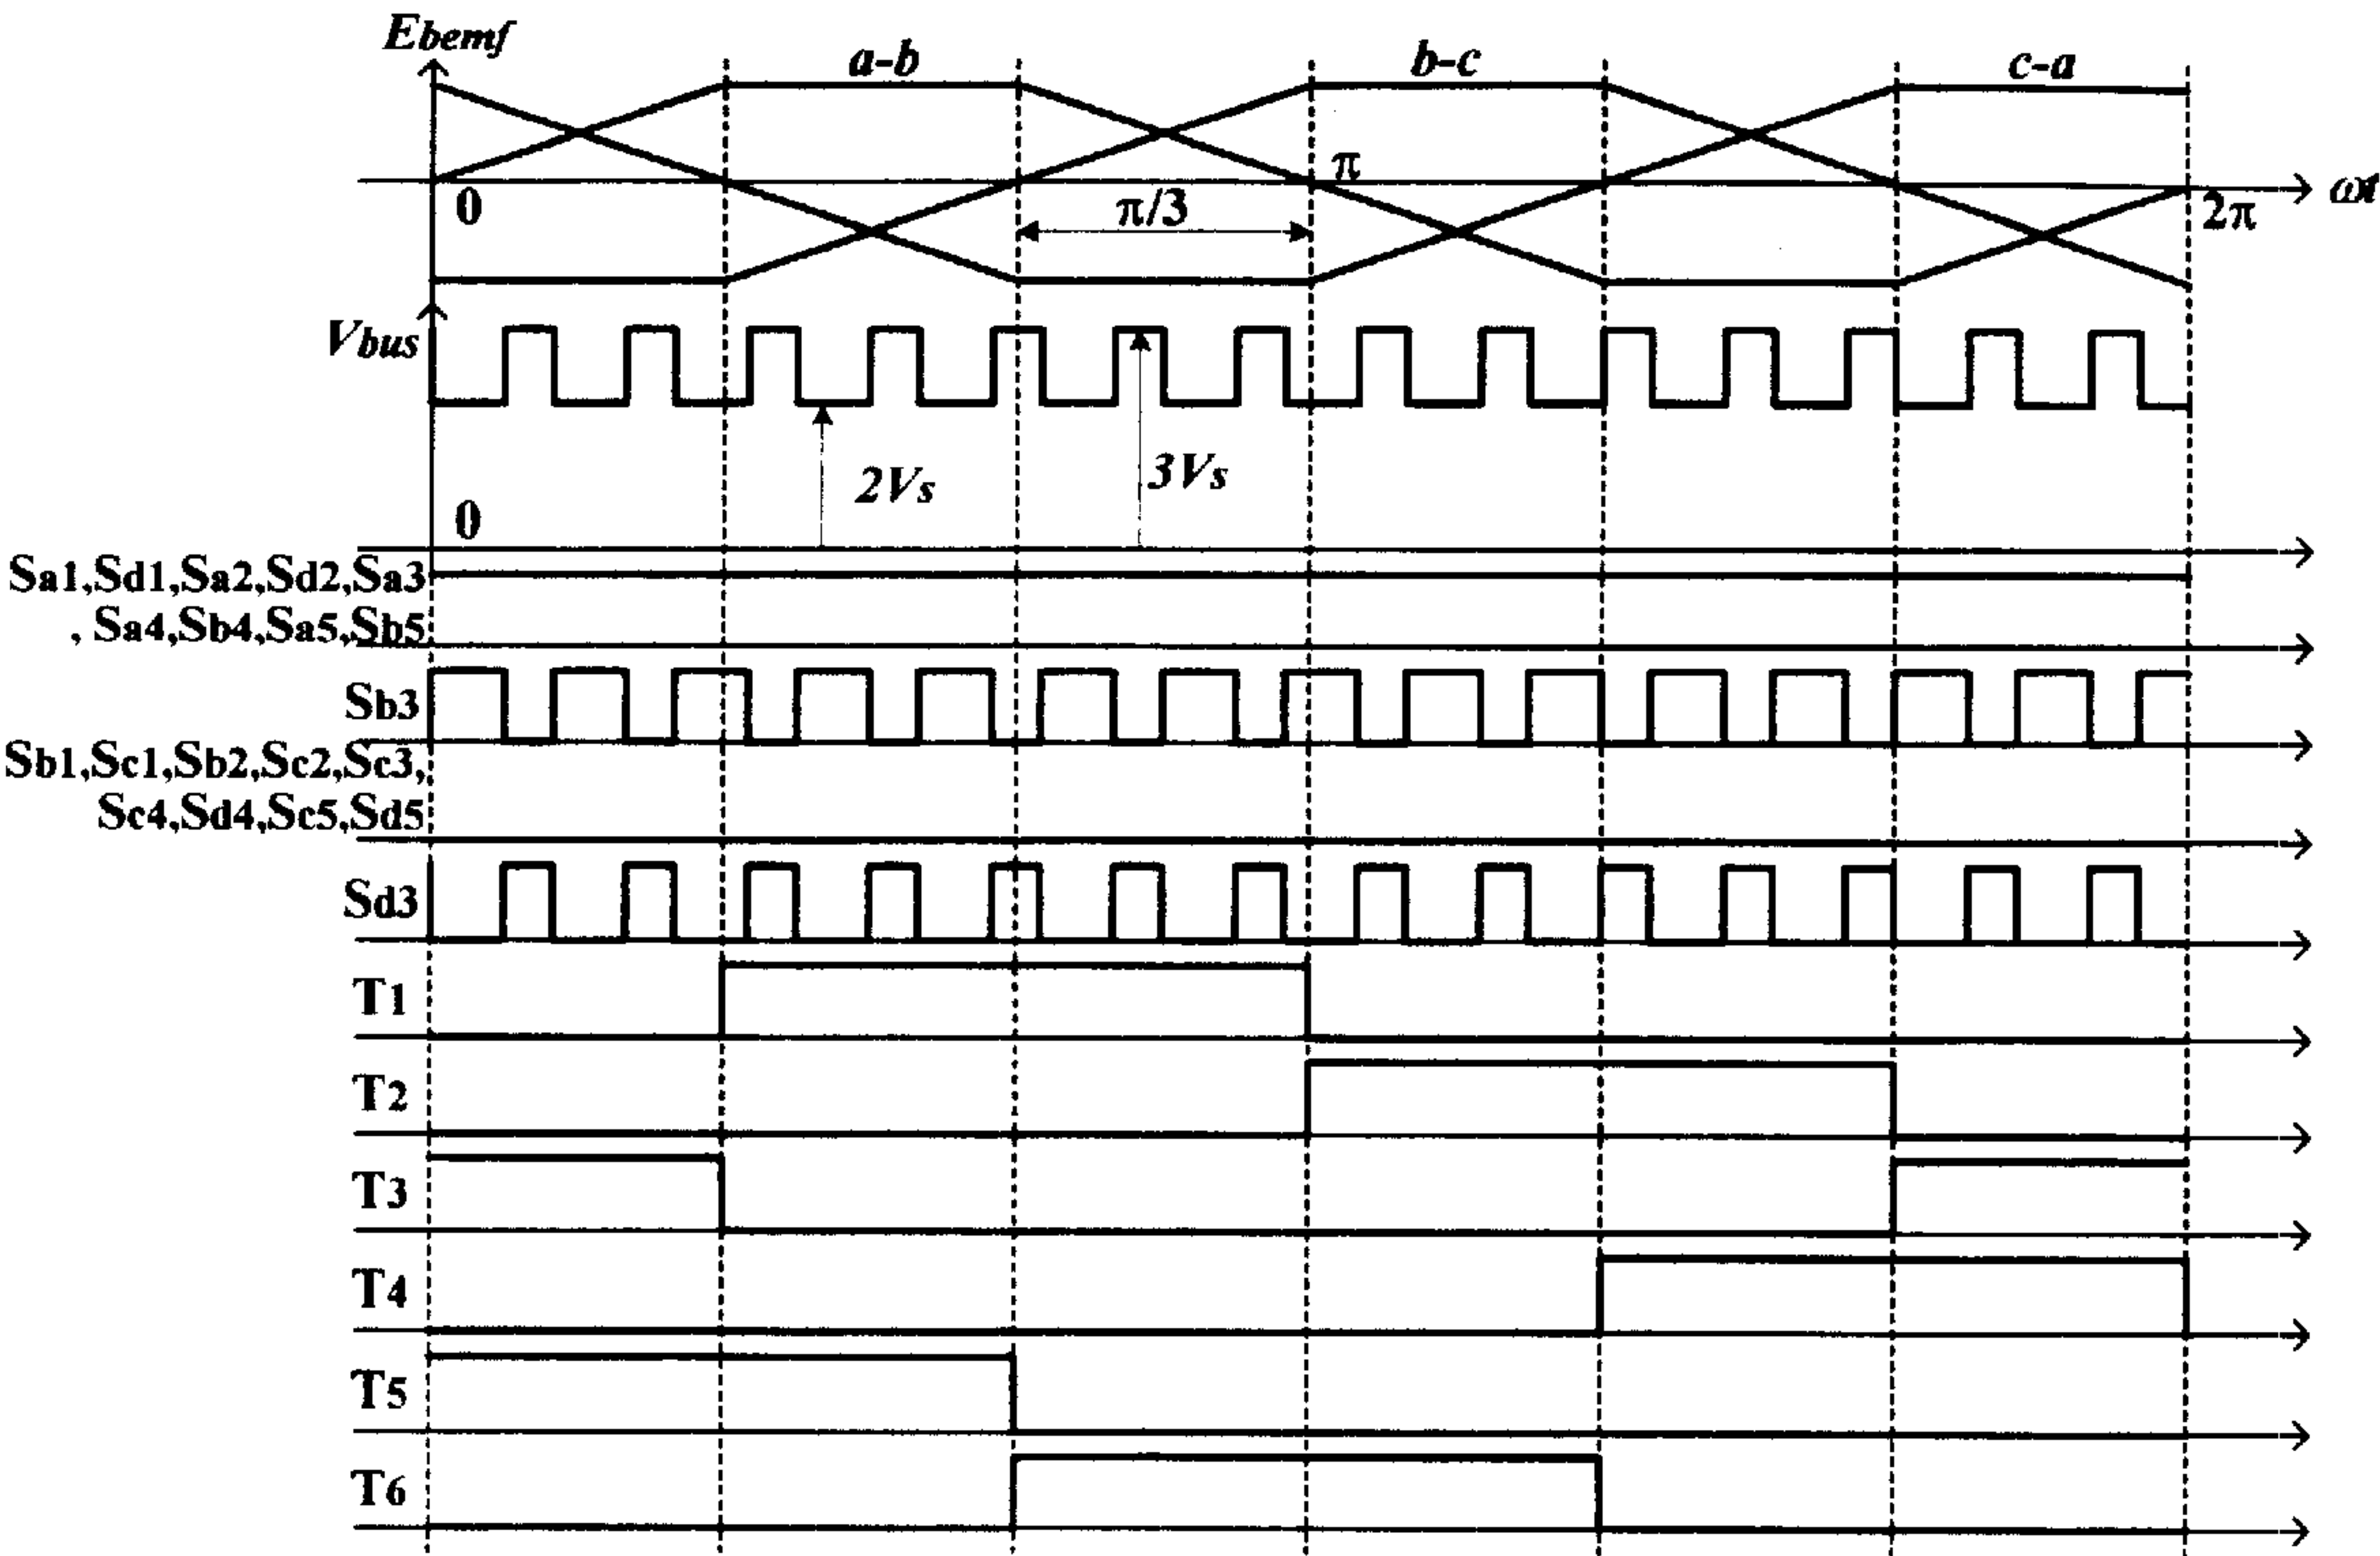 Ebemf
a-b
b-c
c-a
0
π/3
π
2π
ωt
Vbus
2Vs
3Vs
0
Sa1,Sd1,Sa2,Sd2,Sa3
, Sa4,Sb4,Sa5,Sb5
Sb3
Sb1,Sc1,Sb2,Sc2,Sc3,
Sc4,Sd4,Sc5,Sd5
Sd3
T1
T2
T3
T4
T5
T6